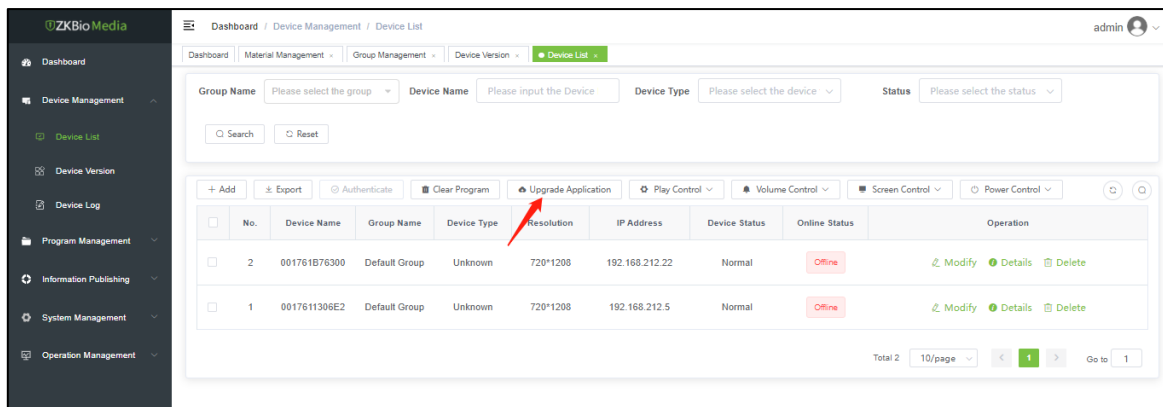 ZKBio Media
Dashboard / Device Management / Device List
admin
Dashboard Material Management × Group Management × Device Version × Device List ×
Dashboard
Device Management
Device List
Device Version
Device Log
Program Management
Information Publishing
System Management
Operation Management
Group Name Please select the group Device Name Please input the Device Device Type Please select the device Status Please select the status
Search Reset
+ Add Export Authenticate Clear Program Upgrade Application Play Control Volume Control Screen Control Power Control
No. Device Name Group Name Device Type Resolution IP Address Device Status Online Status Operation
2 001761B76300 Default Group Unknown 720*1208 192.168.212.22 Normal Offline Modify Details Delete
1 0017611306E2 Default Group Unknown 720*1208 192.168.212.5 Normal Offline Modify Details Delete
Total 2 10/page < 1 > Go to 1